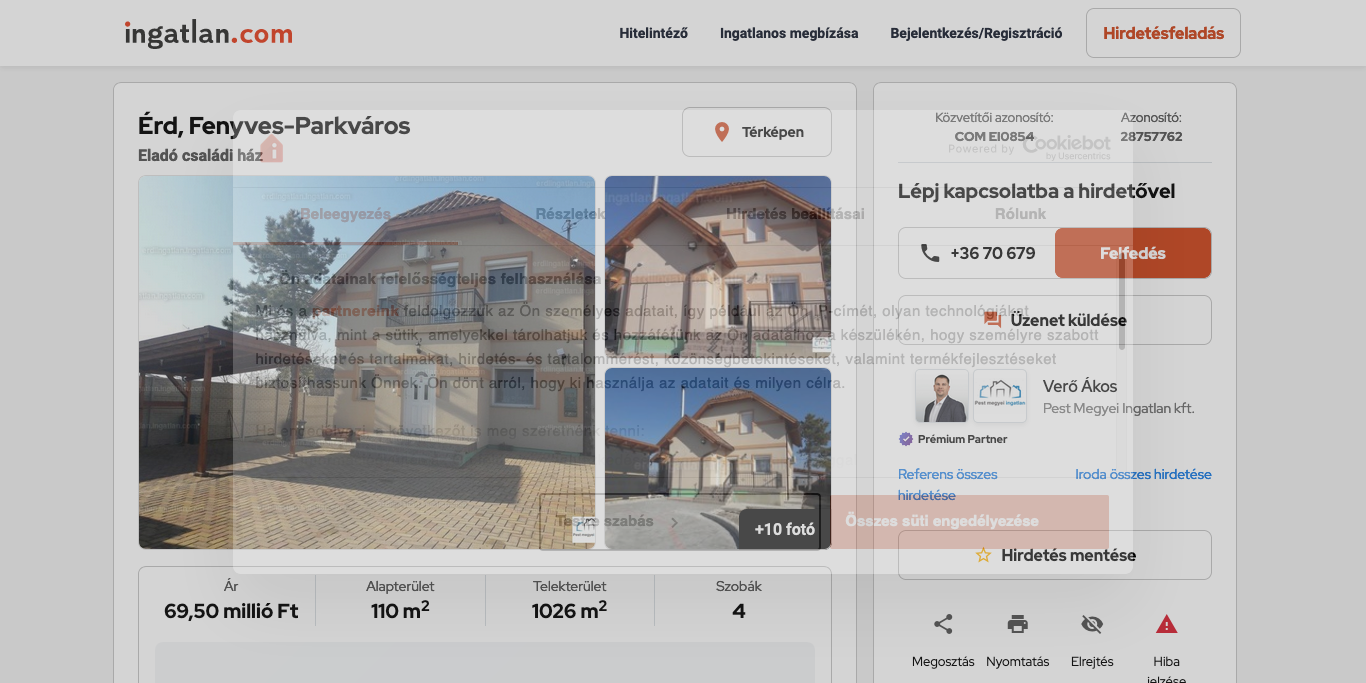 ingatlan.com
Hitelintéző
Ingatlanos megbízása
Bejelentkezés/Regisztráció
Hirdetésfeladás
Érd, Fenyves-Parkváros
Eladó családi ház
Térképen
Közvetítői azonosító:
COM EI0854
Azonosító:
28757762
Powered by Cookiebot
by Usercentrics
Lépj kapcsolatba a hirdetővel
Beleegyezés
Részletek
Hirdetés beállításai
Rólunk
+36 70 679
Felfedés
Ön adatainak felelősségteljes felhasználása
Mi és a partnereink feldolgozzuk az Ön személyes adatait, így például az Ön IP-címét, olyan technológiákat
használva, mint a sütik, amelyekkel tárolhatjuk és hozzáférünk az Ön adataihoz a készülékén, hogy személyre szabott
hirdetéseket és tartalmakat, hirdetés- és tartalommérést, közönségbetekintéseket, valamint termékfejlesztéseket
biztosíthassunk Önnek. Ön dönt arról, hogy ki használja az adatait és milyen célra.
Ha engedélyezi, a következőt is meg szeretnénk tenni:
Üzenet küldése
Pest megyei ingatlan
Verő Ákos
Pest Megyei Ingatlan kft.
Prémium Partner
Referens összes
hirdetése
Iroda összes hirdetése
Testre szabás
Összes süti engedélyezése
+10 fotó
Hirdetés mentése
Ár
69,50 millió Ft
Alapterület
110 m2
Telekterület
1026 m2
Szobák
4
Megosztás
Nyomtatás
Elrejtés
Hiba
jelzése